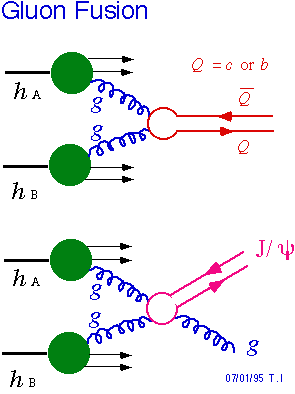 Gluon Fusion
Q = c or b
h A
g
Q̅
g
Q
h B
h A
g
J/ψ
g
g
h B
07/01/95 T.I